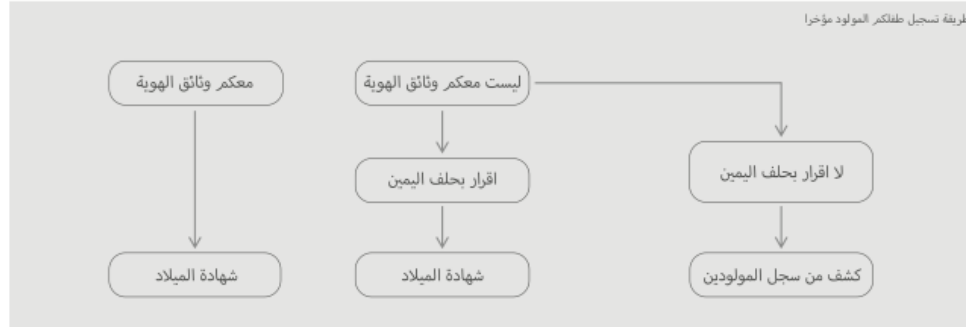 طريقة تسجيل طفلكم المولود مؤخرا
ليست معكم وثائق الهوية
معكم وثائق الهوية
لا اقرار بحلف اليمين
اقرار بحلف اليمين
كشف من سجل المولودين
شهادة الميلاد
شهادة الميلاد